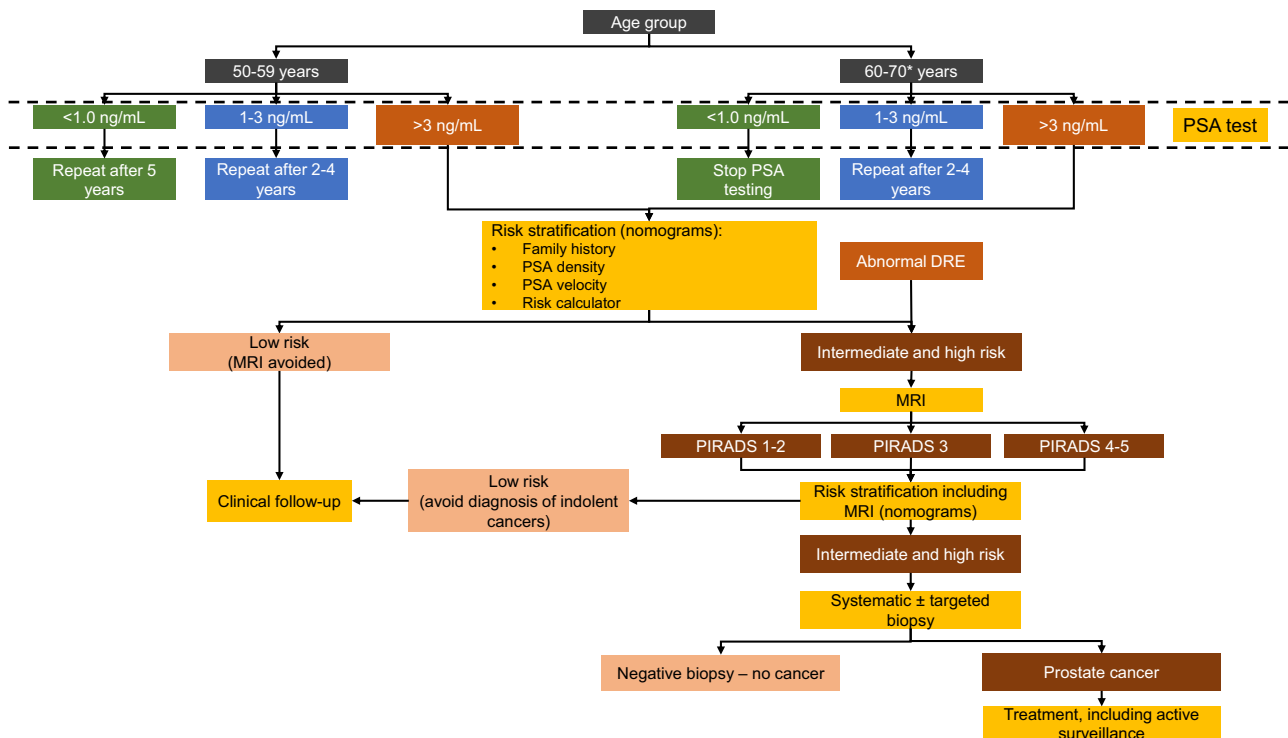 Age group
50-59 years
60-70* years
<1.0 ng/mL
1-3 ng/mL
>3 ng/mL
<1.0 ng/mL
1-3 ng/mL
>3 ng/mL
PSA test
Repeat after 5
years
Repeat after 2-4
years
Stop PSA
testing
Repeat after 2-4
years
Risk stratification (nomograms):
• Family history
• PSA density
• PSA velocity
• Risk calculator
Abnormal DRE
Low risk
(MRI avoided)
Intermediate and high risk
MRI
PIRADS 1-2
PIRADS 3
PIRADS 4-5
Clinical follow-up
Low risk
(avoid diagnosis of indolent
cancers)
Risk stratification including
MRI (nomograms)
Intermediate and high risk
Systematic ± targeted
biopsy
Negative biopsy – no cancer
Prostate cancer
Treatment, including active
surveillance